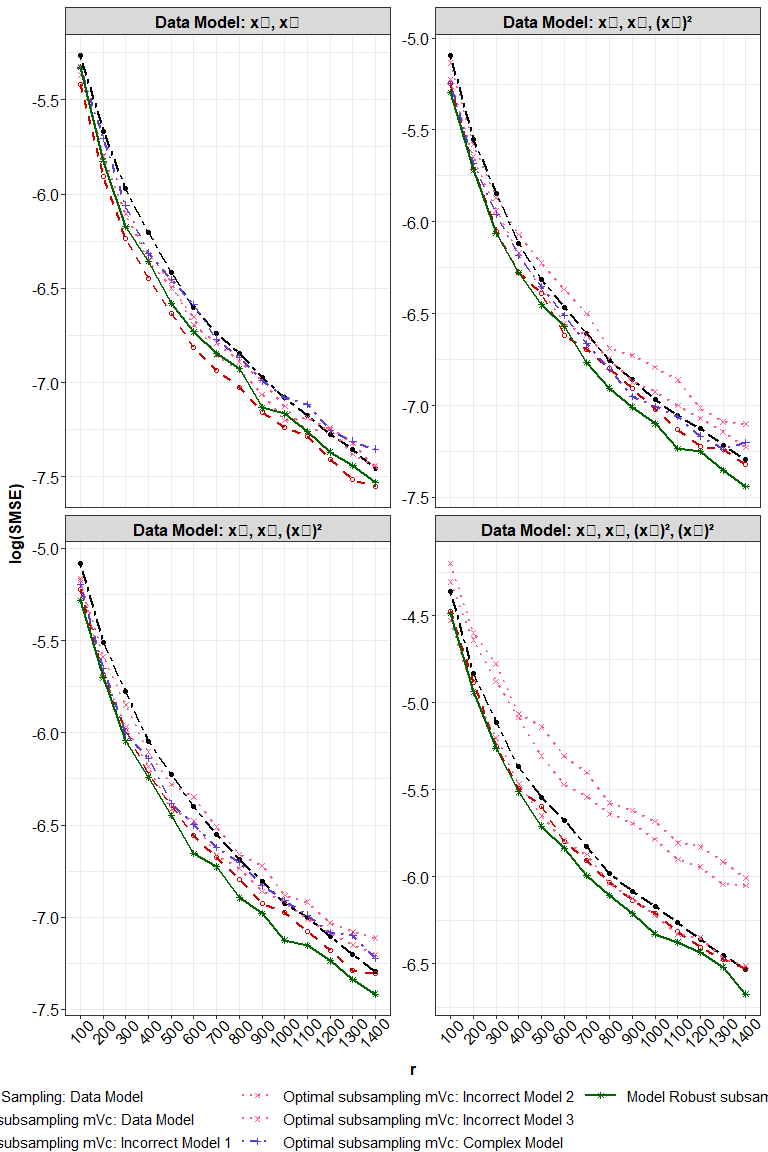 Data Model: x▯, x▯
Data Model: x▯, x▯, (x▯)²
-5.5
-6.0
-6.5
-7.0
-7.5
-5.0
-5.5
-6.0
-6.5
-7.0
-7.5
Data Model: x▯, x▯, (x▯)²
Data Model: x▯, x▯, (x▯)², (x▯)²
log(SMSE)
-5.0
-5.5
-6.0
-6.5
-7.0
-7.5
-4.5
-5.0
-5.5
-6.0
-6.5
100 200 300 400 500 600 700 800 900 1000 1100 1200 1300 1400
100 200 300 400 500 600 700 800 900 1000 1100 1200 1300 1400
r
Sampling: Data Model
subsampling mVc: Data Model
subsampling mVc: Incorrect Model 1
Optimal subsampling mVc: Incorrect Model 2
Optimal subsampling mVc: Incorrect Model 3
Optimal subsampling mVc: Complex Model
Model Robust subsam